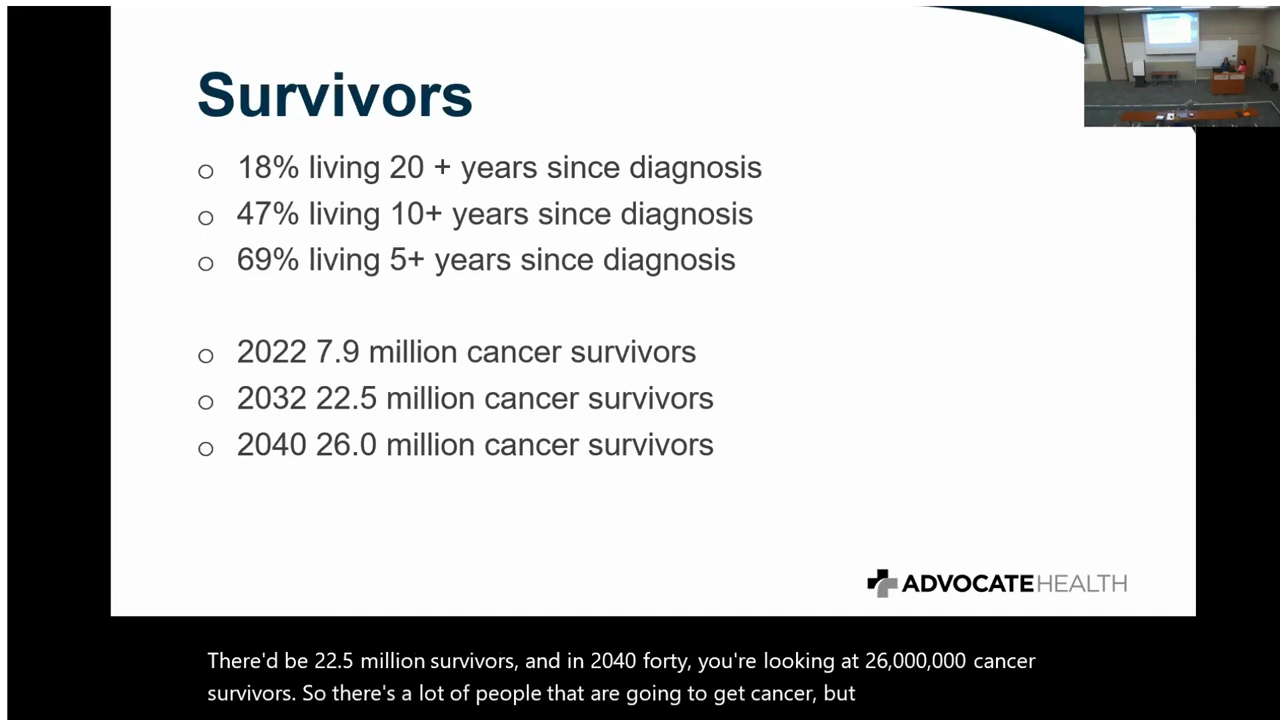 Survivors
18% living 20 + years since diagnosis
47% living 10+ years since diagnosis
69% living 5+ years since diagnosis
2022 7.9 million cancer survivors
2032 22.5 million cancer survivors
2040 26.0 million cancer survivors
ADVOCATEHEALTH
There'd be 22.5 million survivors, and in 2040 forty, you're looking at 26,000,000 cancer
survivors. So there's a lot of people that are going to get cancer, but